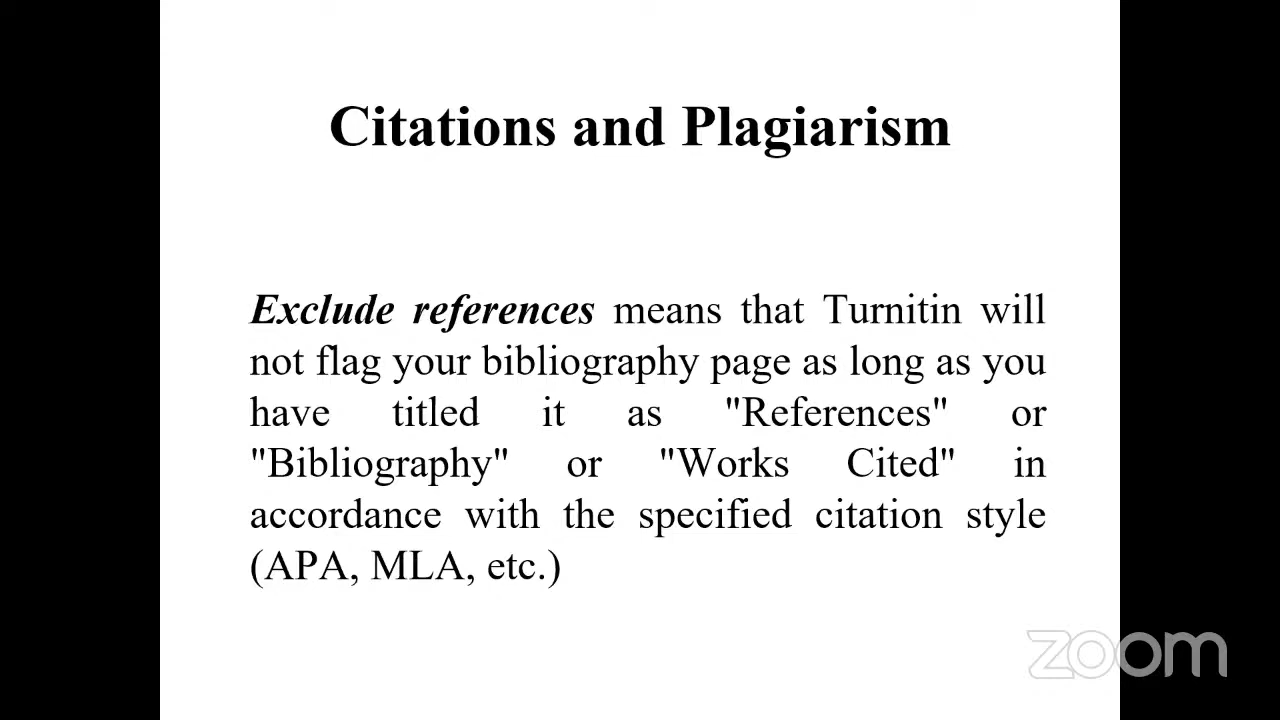 Citations and Plagiarism
Exclude references means that Turnitin will
not flag your bibliography page as long as you
have titled it as "References" or
"Bibliography" or "Works Cited" in
accordance with the specified citation style
(APA, MLA, etc.)
zoom